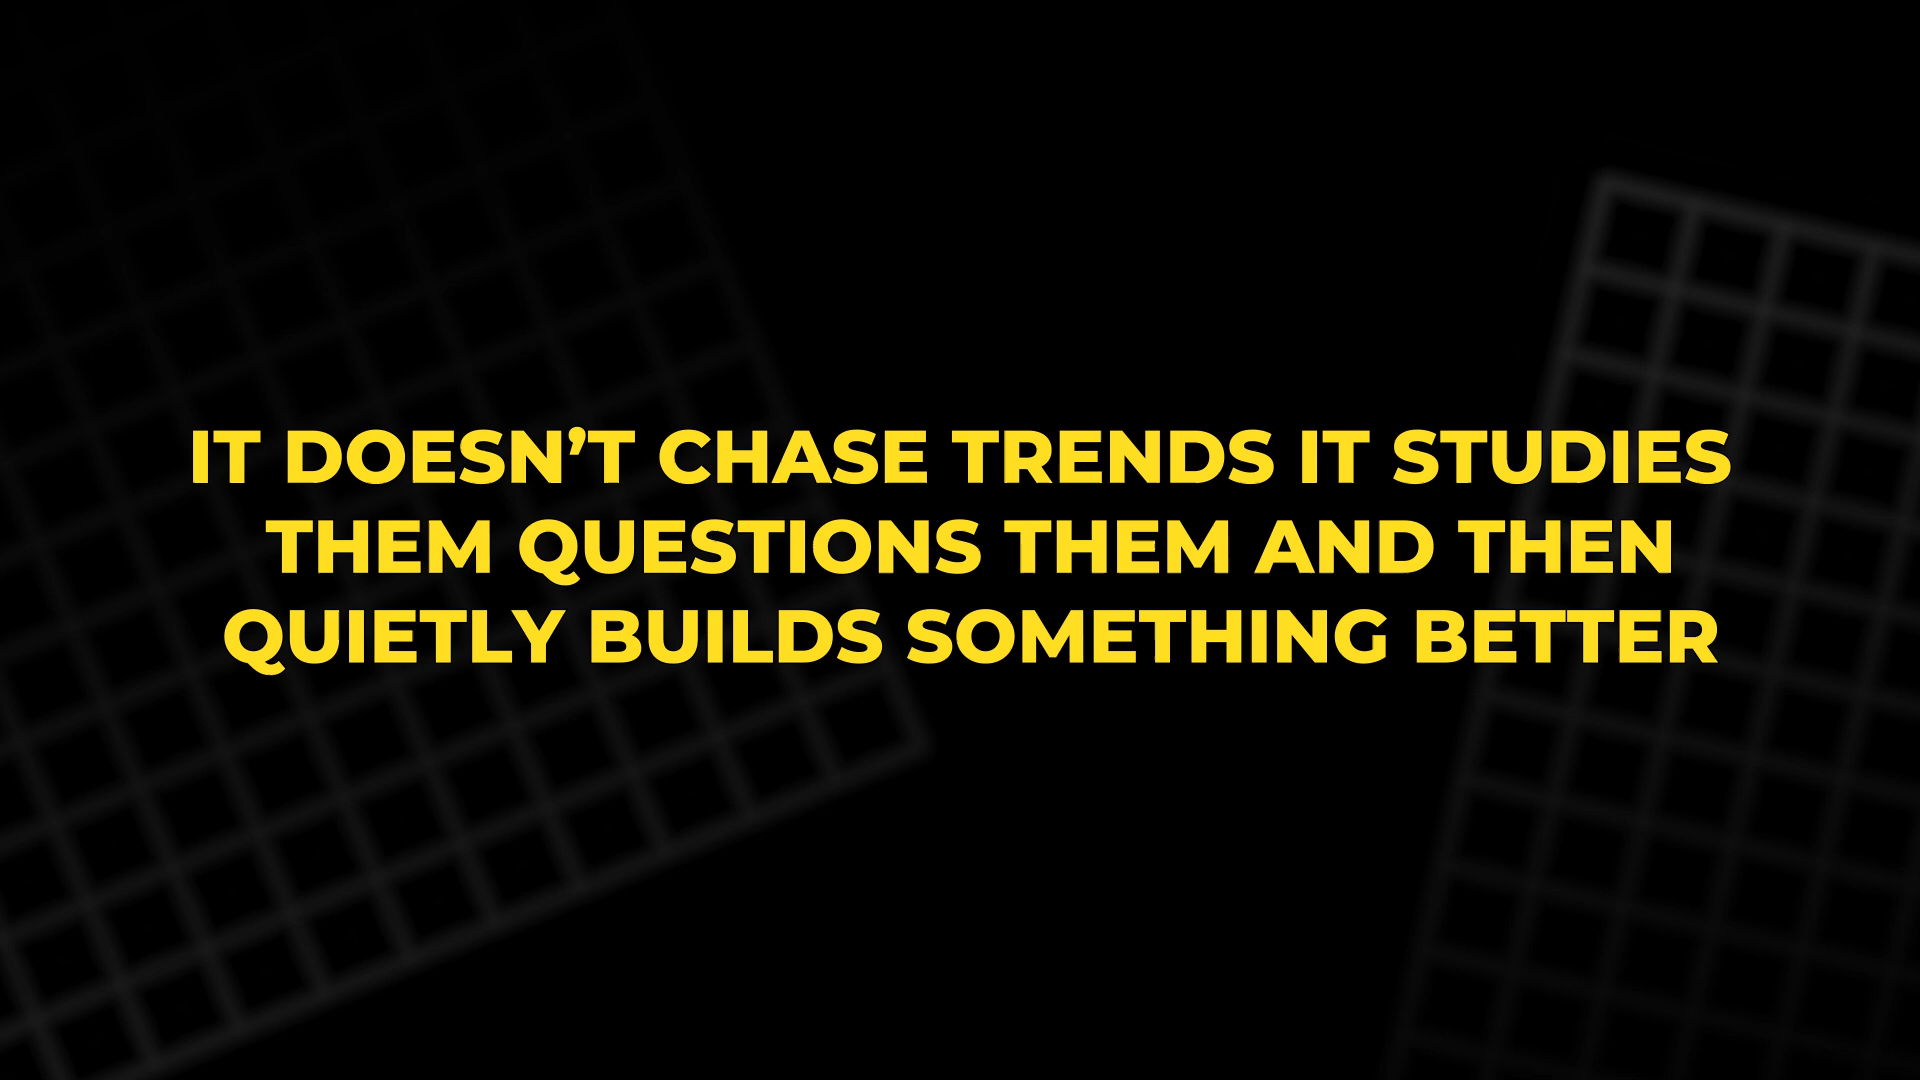 IT DOESN’T CHASE TRENDS IT STUDIES
THEM QUESTIONS THEM AND THEN
QUIETLY BUILDS SOMETHING BETTER